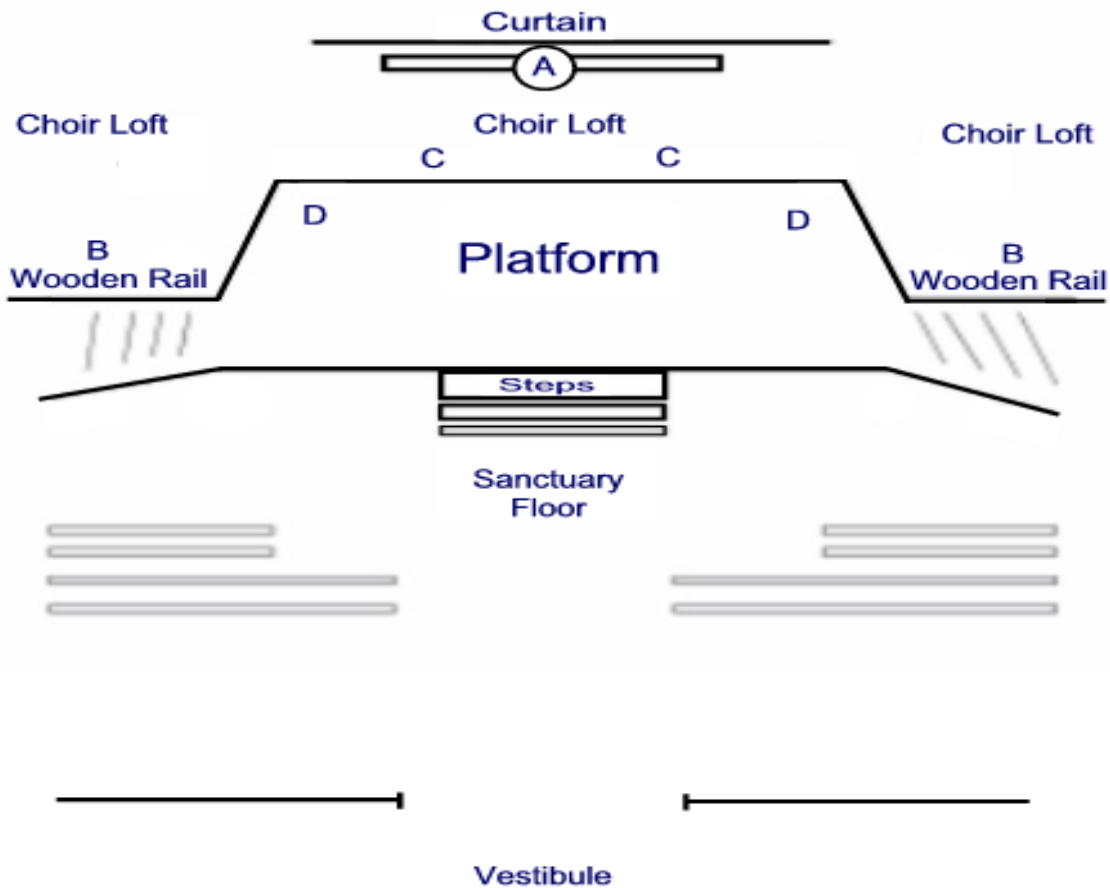 Curtain
A
Choir Loft
Choir Loft
Choir Loft
C
C
D
D
Platform
B
Wooden Rail
B
Wooden Rail
Steps
Sanctuary
Floor
Vestibule